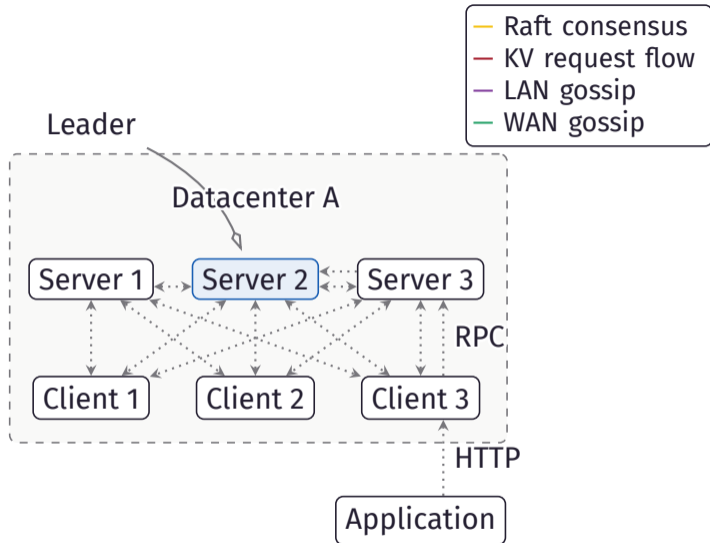 Raft consensus
KV request flow
LAN gossip
WAN gossip
Leader
Datacenter A
Server 1
Server 2
Server 3
RPC
Client 1
Client 2
Client 3
HTTP
Application